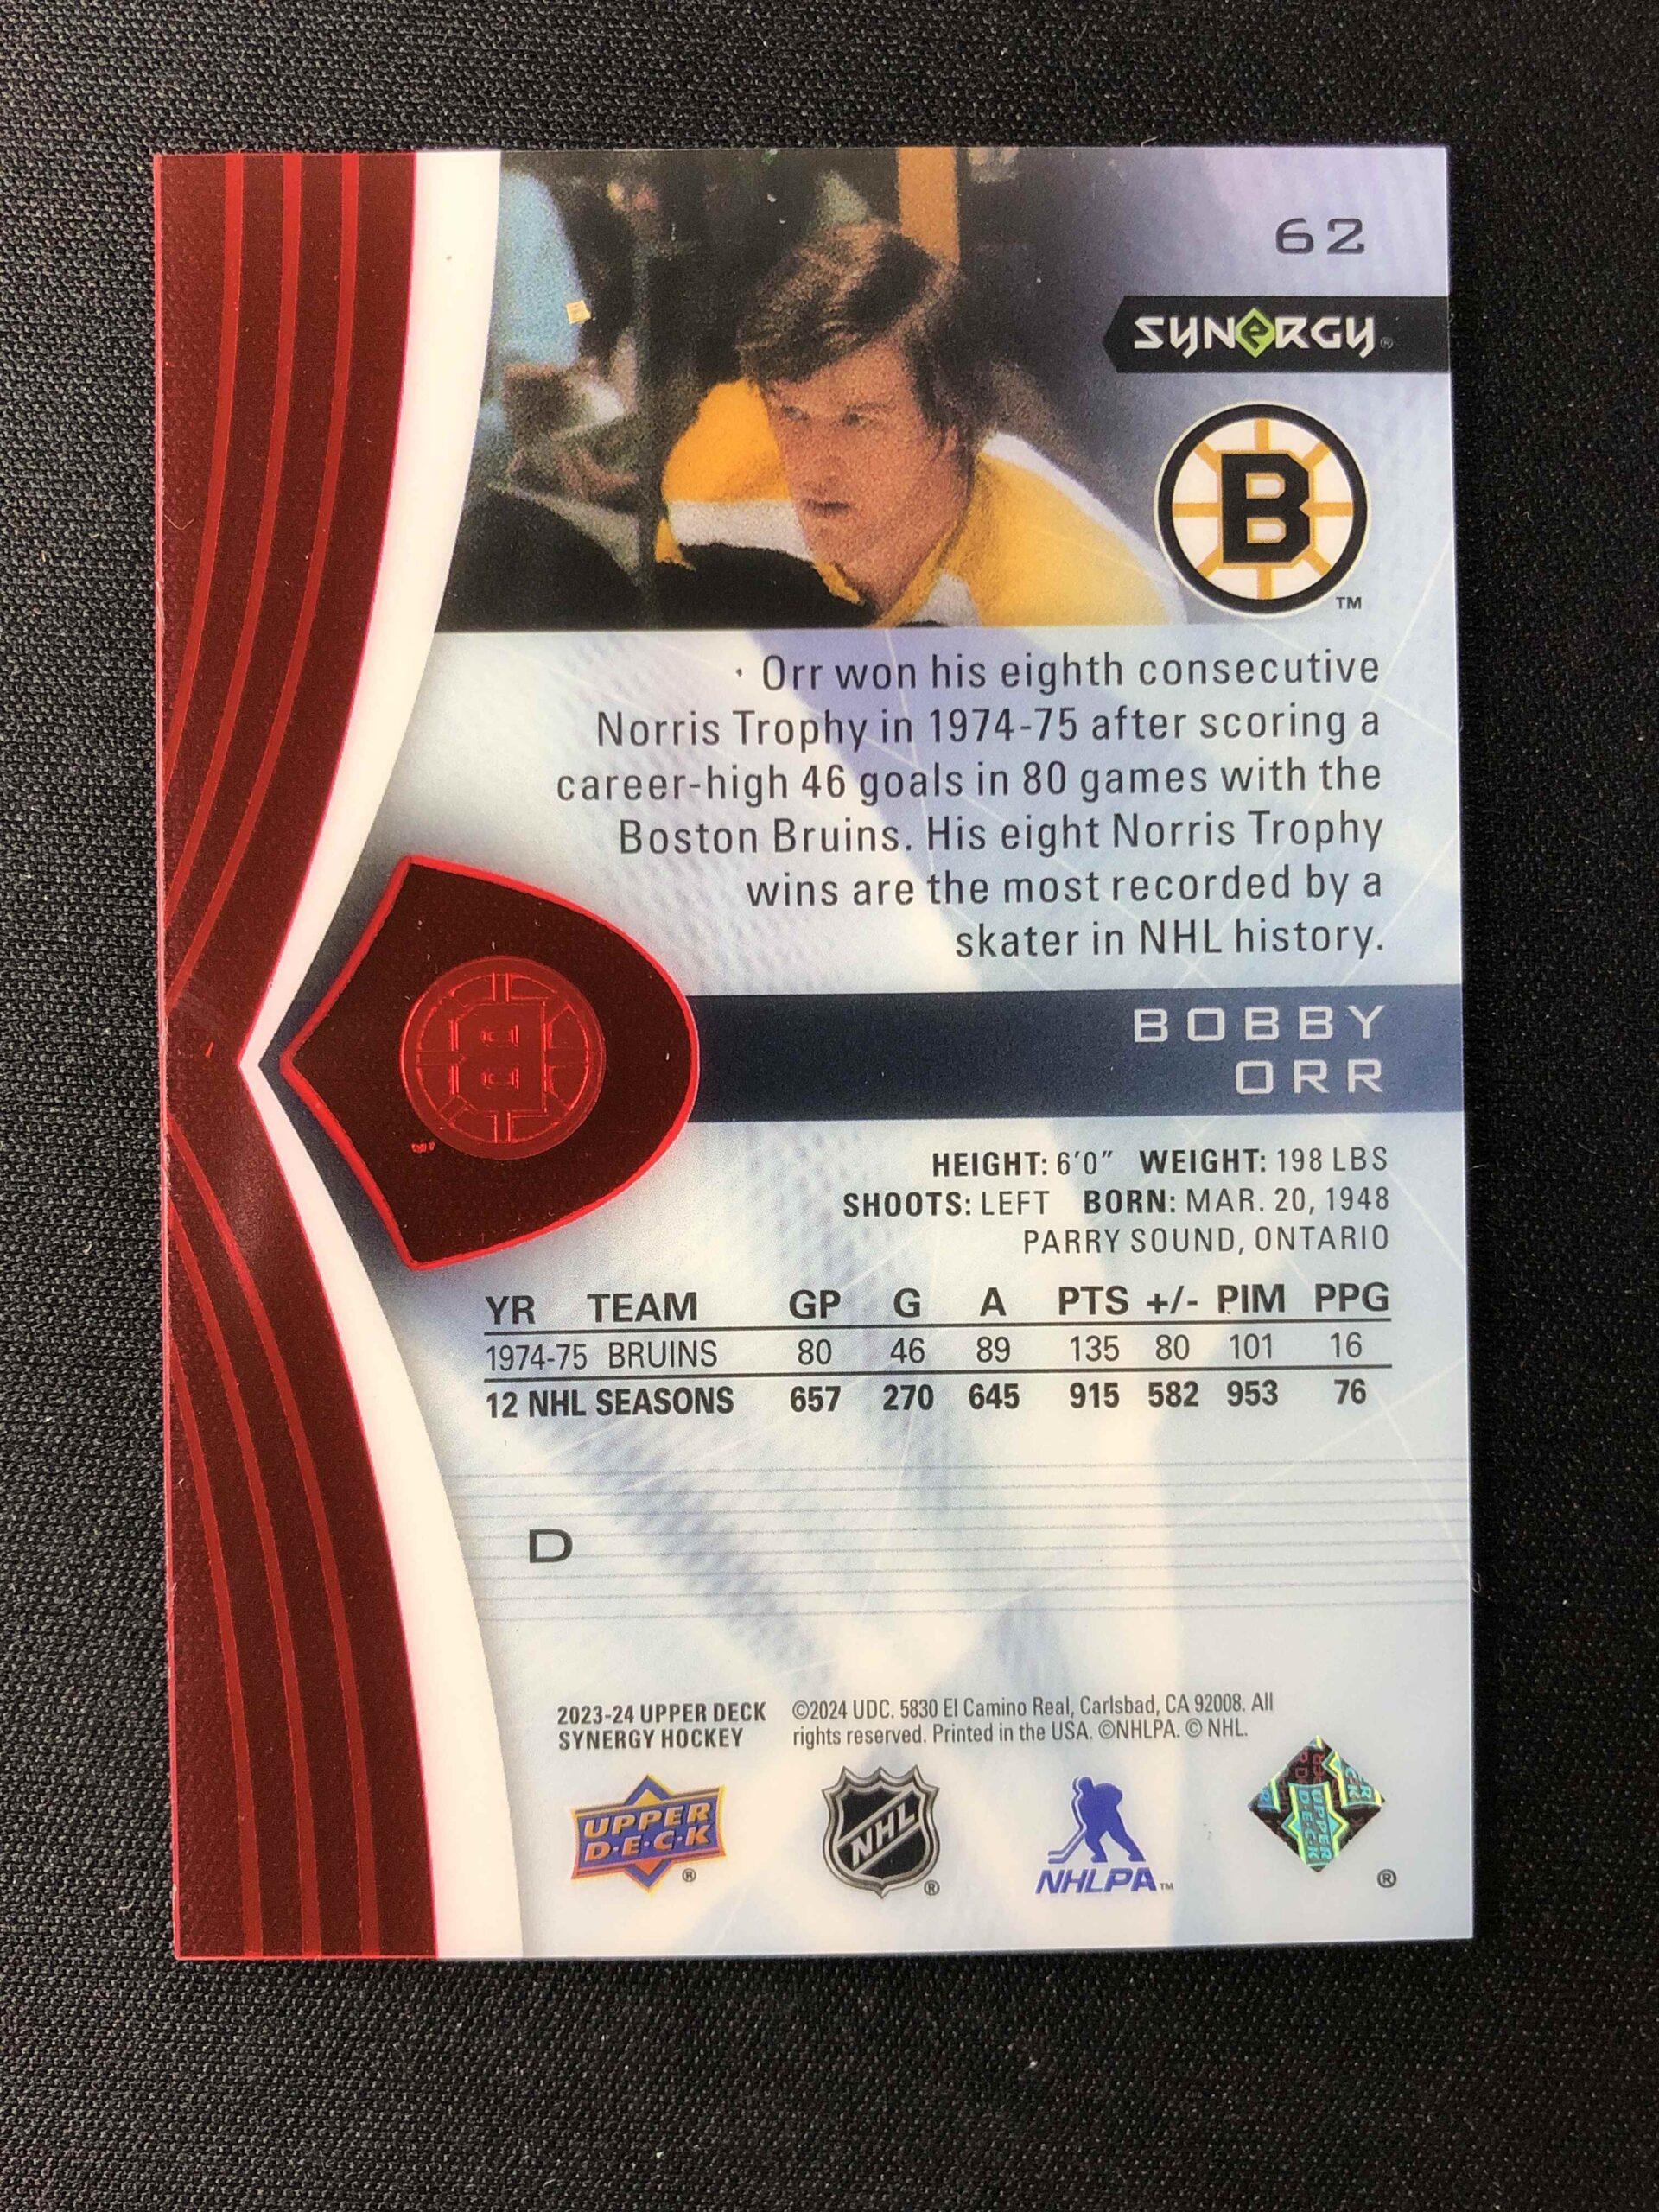 62
SYNERGY®
B
TM
· Orr won his eighth consecutive
Norris Trophy in 1974-75 after scoring a
career-high 46 goals in 80 games with the
Boston Bruins. His eight Norris Trophy
wins are the most recorded by a
skater in NHL history.
B
BOBBY
ORR
HEIGHT: 6'0" WEIGHT: 198 LBS
SHOOTS: LEFT BORN: MAR. 20, 1948
PARRY SOUND, ONTARIO
YR TEAM GP G A PTS +/- PIM PPG
1974-75 BRUINS 80 46 89 135 80 101 16
12 NHL SEASONS 657 270 645 915 582 953 76
D
2023-24 UPPER DECK
SYNERGY HOCKEY
©2024 UDC. 5830 El Camino Real, Carlsbad, CA 92008. All
rights reserved. Printed in the USA. ©NHLPA. © NHL.
UPPER
D·E·C·K
®
NHL
®
NHLPA
TM
UPPER
D·E·C·K
®